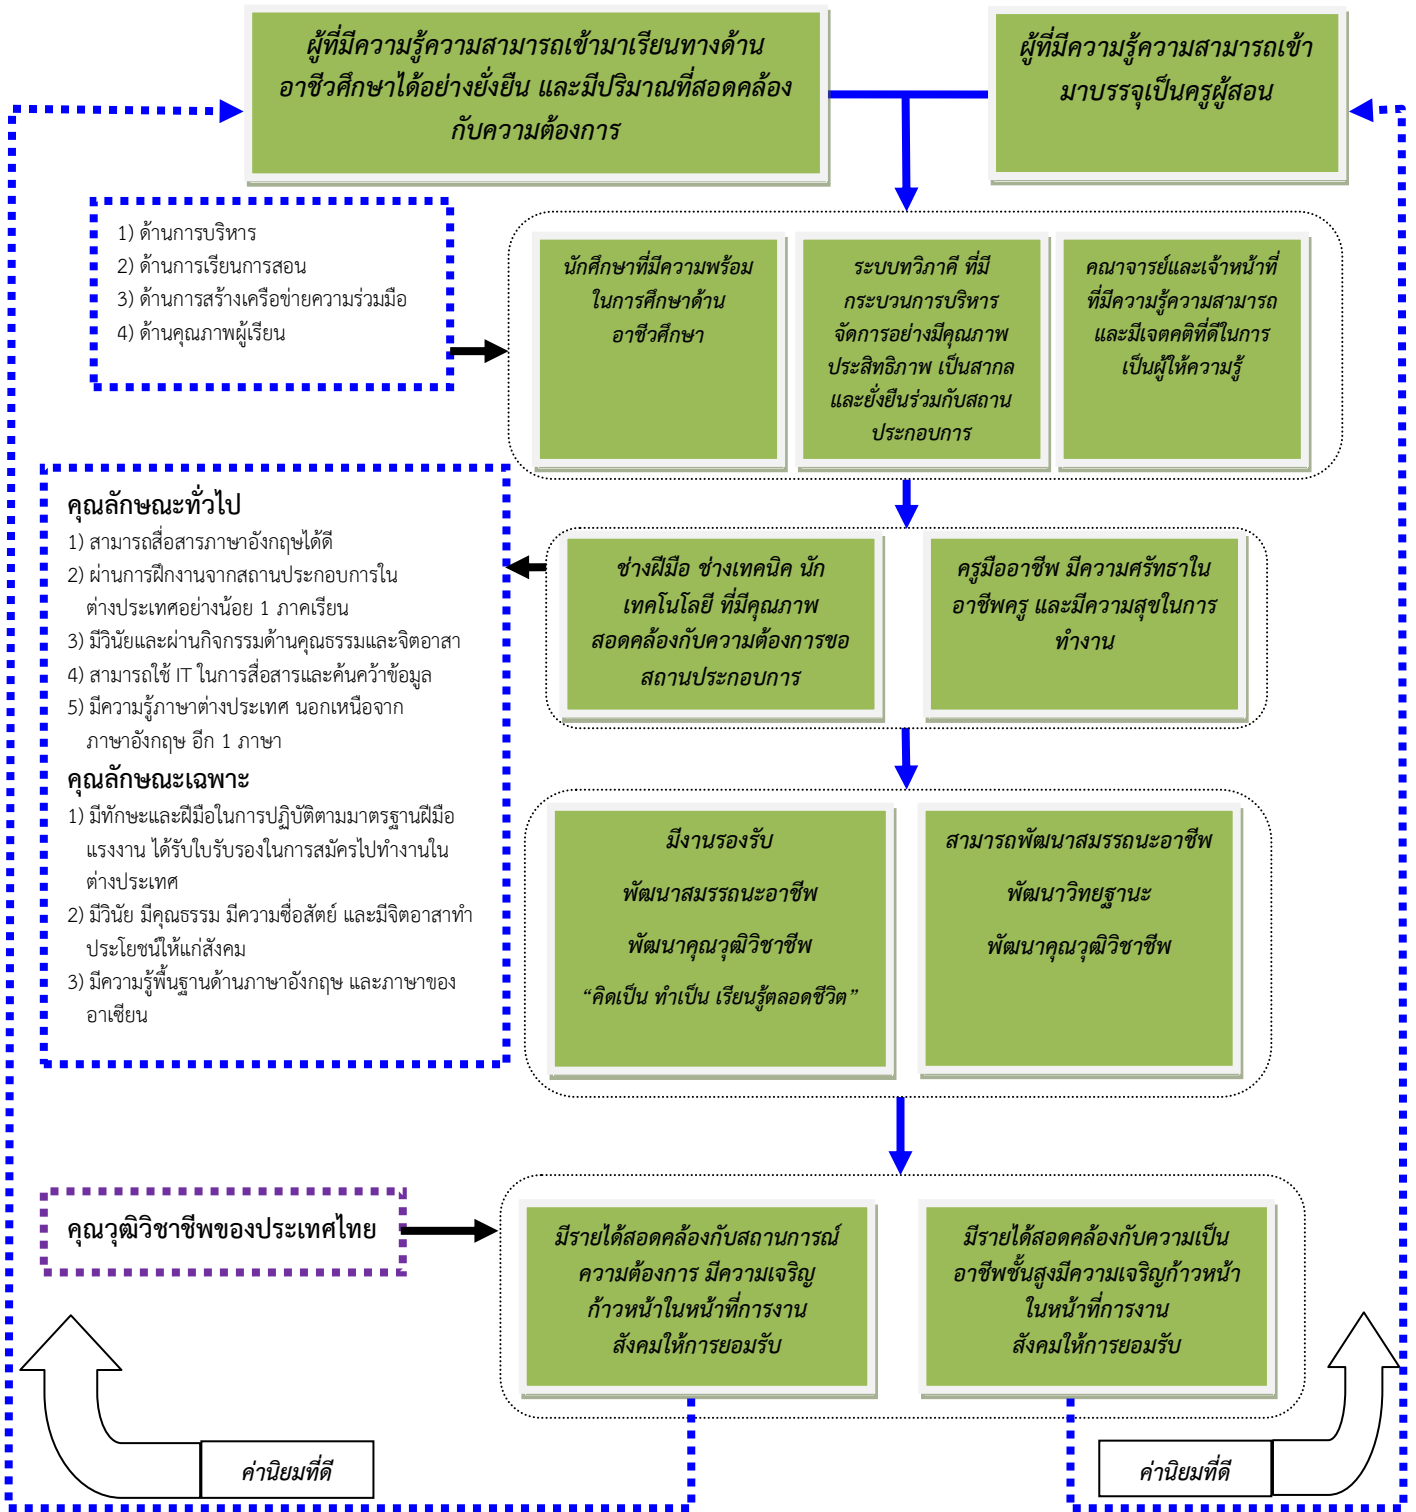 ผู้ที่มีความรู้ความสามารถเข้ามาเรียนทางด้าน
อาชีวศึกษาได้อย่างยั่งยืน และมีปริมาณที่สอดคล้อง
กับความต้องการ
ผู้ที่มีความรู้ความสามารถเข้า
มาบรรจุเป็นครูผู้สอน
1) ด้านการบริหาร
2) ด้านการเรียนการสอน
3) ด้านการสร้างเครือข่ายความร่วมมือ
4) ด้านคุณภาพผู้เรียน
นักศึกษาที่มีความพร้อม
ในการศึกษาด้าน
อาชีวศึกษา
ระบบทวิภาคี ที่มี
กระบวนการบริหาร
จัดการอย่างมีคุณภาพ
ประสิทธิภาพ เป็นสากล
และยั่งยืนร่วมกับสถาน
ประกอบการ
คณาจารย์และเจ้าหน้าที่
ที่มีความรู้ความสามารถ
และมีเจตคติที่ดีในการ
เป็นผู้ให้ความรู้
คุณลักษณะทั่วไป
1) สามารถสื่อสารภาษาอังกฤษได้ดี
2) ผ่านการฝึกงานจากสถานประกอบการใน
ต่างประเทศอย่างน้อย 1 ภาคเรียน
3) มีวินัยและผ่านกิจกรรมด้านคุณธรรมและจิตอาสา
4) สามารถใช้ IT ในการสื่อสารและค้นคว้าข้อมูล
5) มีความรู้ภาษาต่างประเทศ นอกเหนือจาก
ภาษาอังกฤษ อีก 1 ภาษา
คุณลักษณะเฉพาะ
1) มีทักษะและฝีมือในการปฏิบัติตามมาตรฐานฝีมือ
แรงงาน ได้รับใบรับรองในการสมัครไปทำงานใน
ต่างประเทศ
2) มีวินัย มีคุณธรรม มีความซื่อสัตย์ และมีจิตอาสาทำ
ประโยชน์ให้แก่สังคม
3) มีความรู้พื้นฐานด้านภาษาอังกฤษ และภาษาของ
อาเซียน
ช่างฝีมือ ช่างเทคนิค นัก
เทคโนโลยี ที่มีคุณภาพ
สอดคล้องกับความต้องการขอ
สถานประกอบการ
ครูมืออาชีพ มีความศรัทธาใน
อาชีพครู และมีความสุขในการ
ทำงาน
มีงานรองรับ
พัฒนาสมรรถนะอาชีพ
พัฒนาคุณวุฒิวิชาชีพ
“คิดเป็น ทำเป็น เรียนรู้ตลอดชีวิต”
สามารถพัฒนาสมรรถนะอาชีพ
พัฒนาวิทยฐานะ
พัฒนาคุณวุฒิวิชาชีพ
คุณวุฒิวิชาชีพของประเทศไทย
มีรายได้สอดคล้องกับสถานการณ์
ความต้องการ มีความเจริญ
ก้าวหน้าในหน้าที่การงาน
สังคมให้การยอมรับ
มีรายได้สอดคล้องกับความเป็น
อาชีพชั้นสูงมีความเจริญก้าวหน้า
ในหน้าที่การงาน
สังคมให้การยอมรับ
ค่านิยมที่ดี
ค่านิยมที่ดี